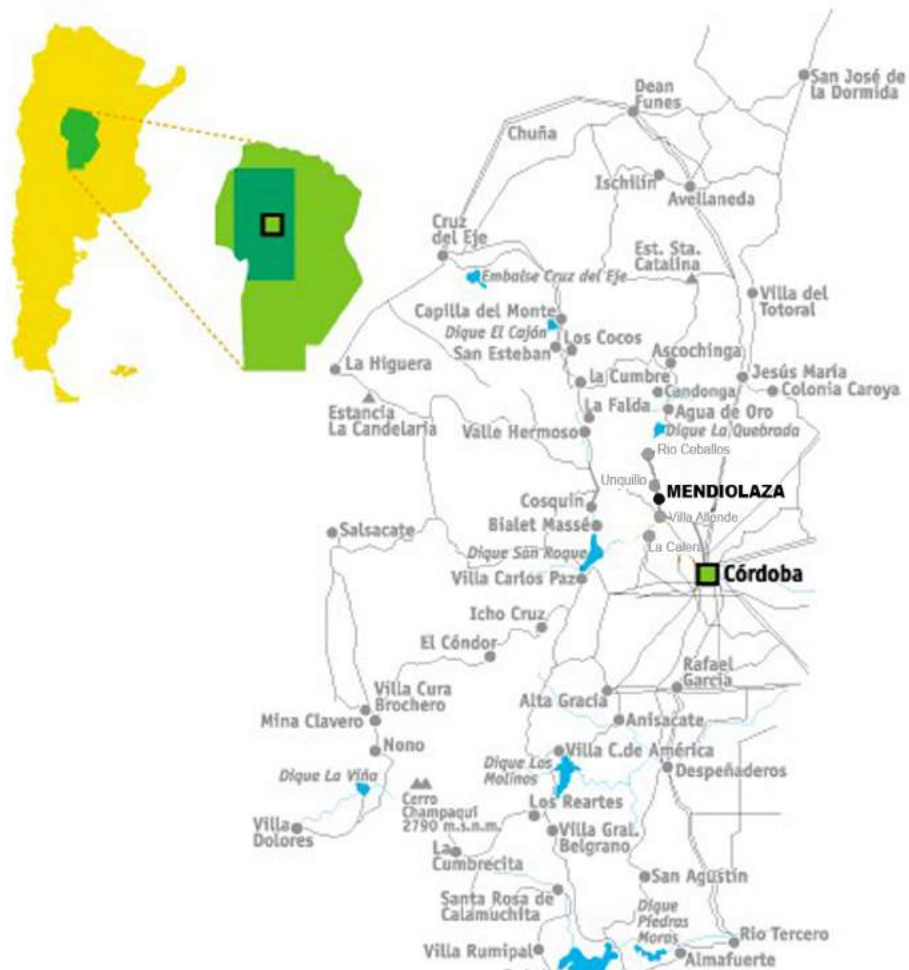 San José de
la Dormida
Dean
Funes
Chuña
Ischilín
Avellaneda
Cruz
del Eje
Est. Sta.
Catalina
Embalse Cruz del Eje
Villa del
Totoral
Capilla del Monte
Dique El Cajón
Los Cocos
San Esteban
Ascochinga
La Higuera
la Cumbre
Jesús María
Candonga
Colonia Caroya
Estancia
La Candelaria
La Falda
Agua de Oro
Valle Hermoso
Dique La Quebrada
Rio Ceballos
Unquillo
MENDIOLAZA
Cosquín
Villa Allende
Bialet Massé
Salsacate
La Calera
Dique San Roque
Villa Carlos Paz
Córdoba
Icho Cruz
El Cóndor
Rafael
García
Villa Cura
Brochero
Alta Gracia
Mina Clavero
Anisacate
Nono
Villa C.de América
Dique Los
Molinos
Despeñaderos
Dique La Viña
Cerro
Champaquí
2790 m.s.n.m.
Los Reartes
Villa
Dolores
Villa Gral.
Belgrano
La
Cumbrecita
San Agustín
Santa Rosa de
Calamuchita
Dique
Piedras
Moras
Rio Tercero
Villa Rumipal
Almafuerte